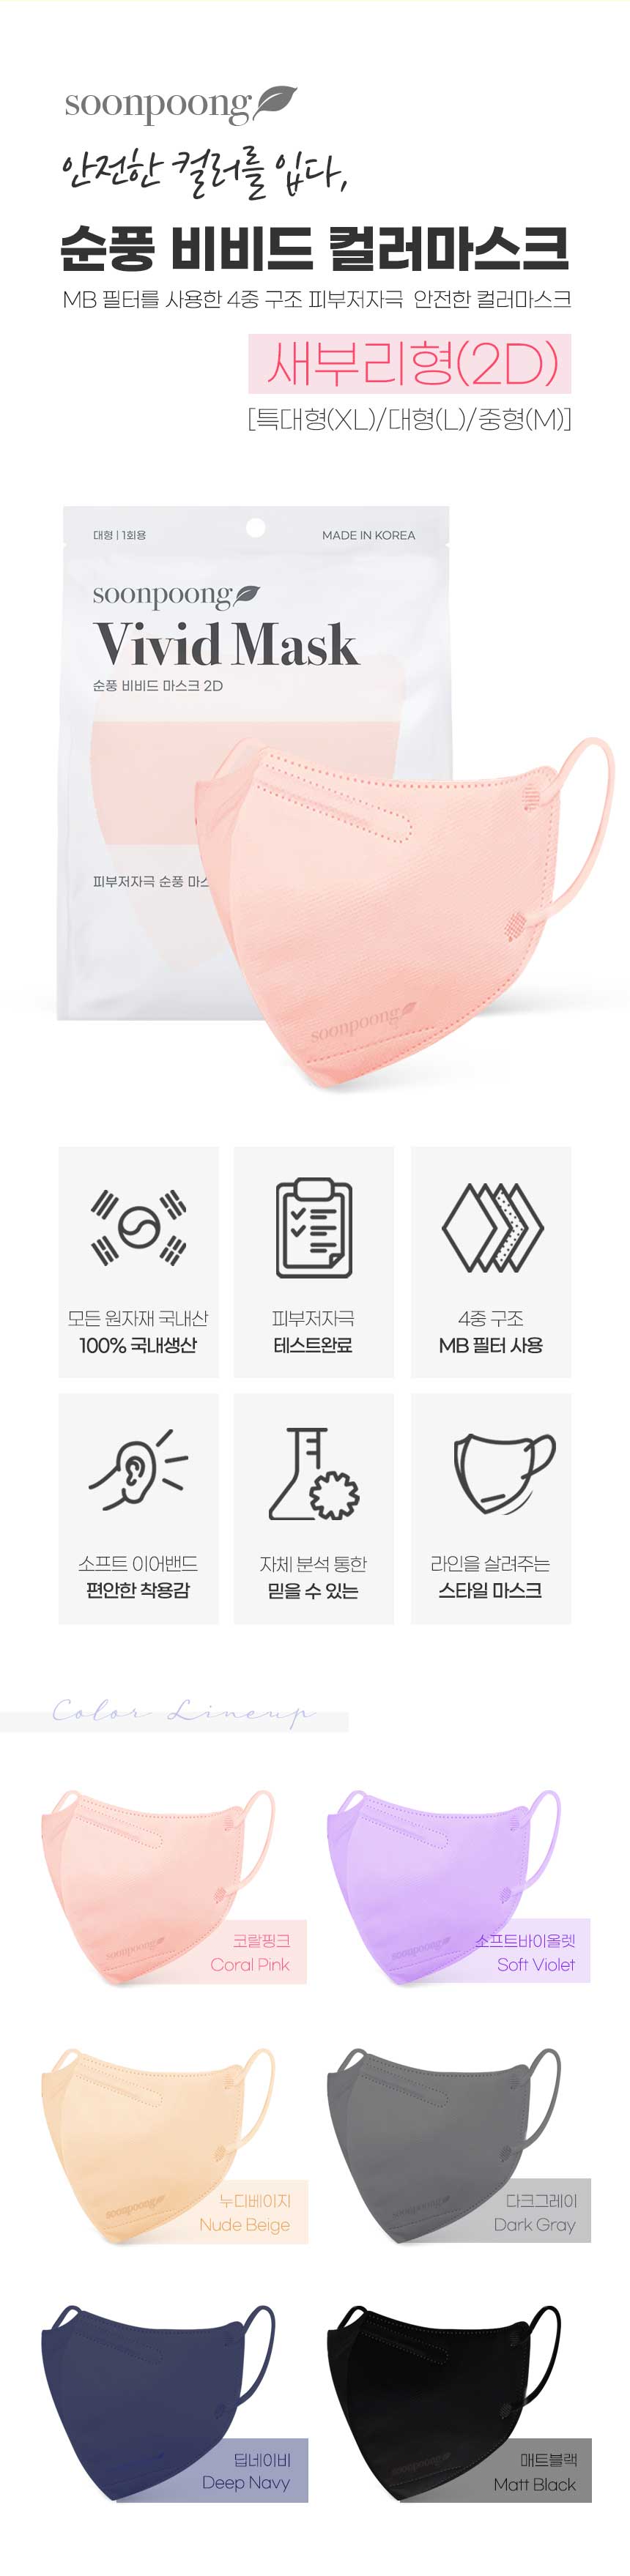 soonpoong
안전한 컬러를 입다,
순풍 비비드 컬러마스크
MB 필터를 사용한 4중 구조 피부저자극 안전한 컬러마스크
새부리형(2D)
[특대형(XL)/대형(L)/중형(M)]
대형 | 1회용
MADE IN KOREA
soonpoong
Vivid Mask
순풍 비비드 마스크 2D
피부저자극 순풍 마스
soonpoong
모든 원자재 국내산
100% 국내생산
피부저자극
테스트완료
4중 구조
MB 필터 사용
소프트 이어밴드
편안한 착용감
자체 분석 통한
믿을 수 있는
라인을 살려주는
스타일 마스크
Color Lineup
soonpoong
코랄핑크
Coral Pink
soonpoong
소프트바이올렛
Soft Violet
soonpoong
누디베이지
Nude Beige
soonpoong
다크그레이
Dark Gray
딥네이비
Deep Navy
soonpoong
매트블랙
Matt Black